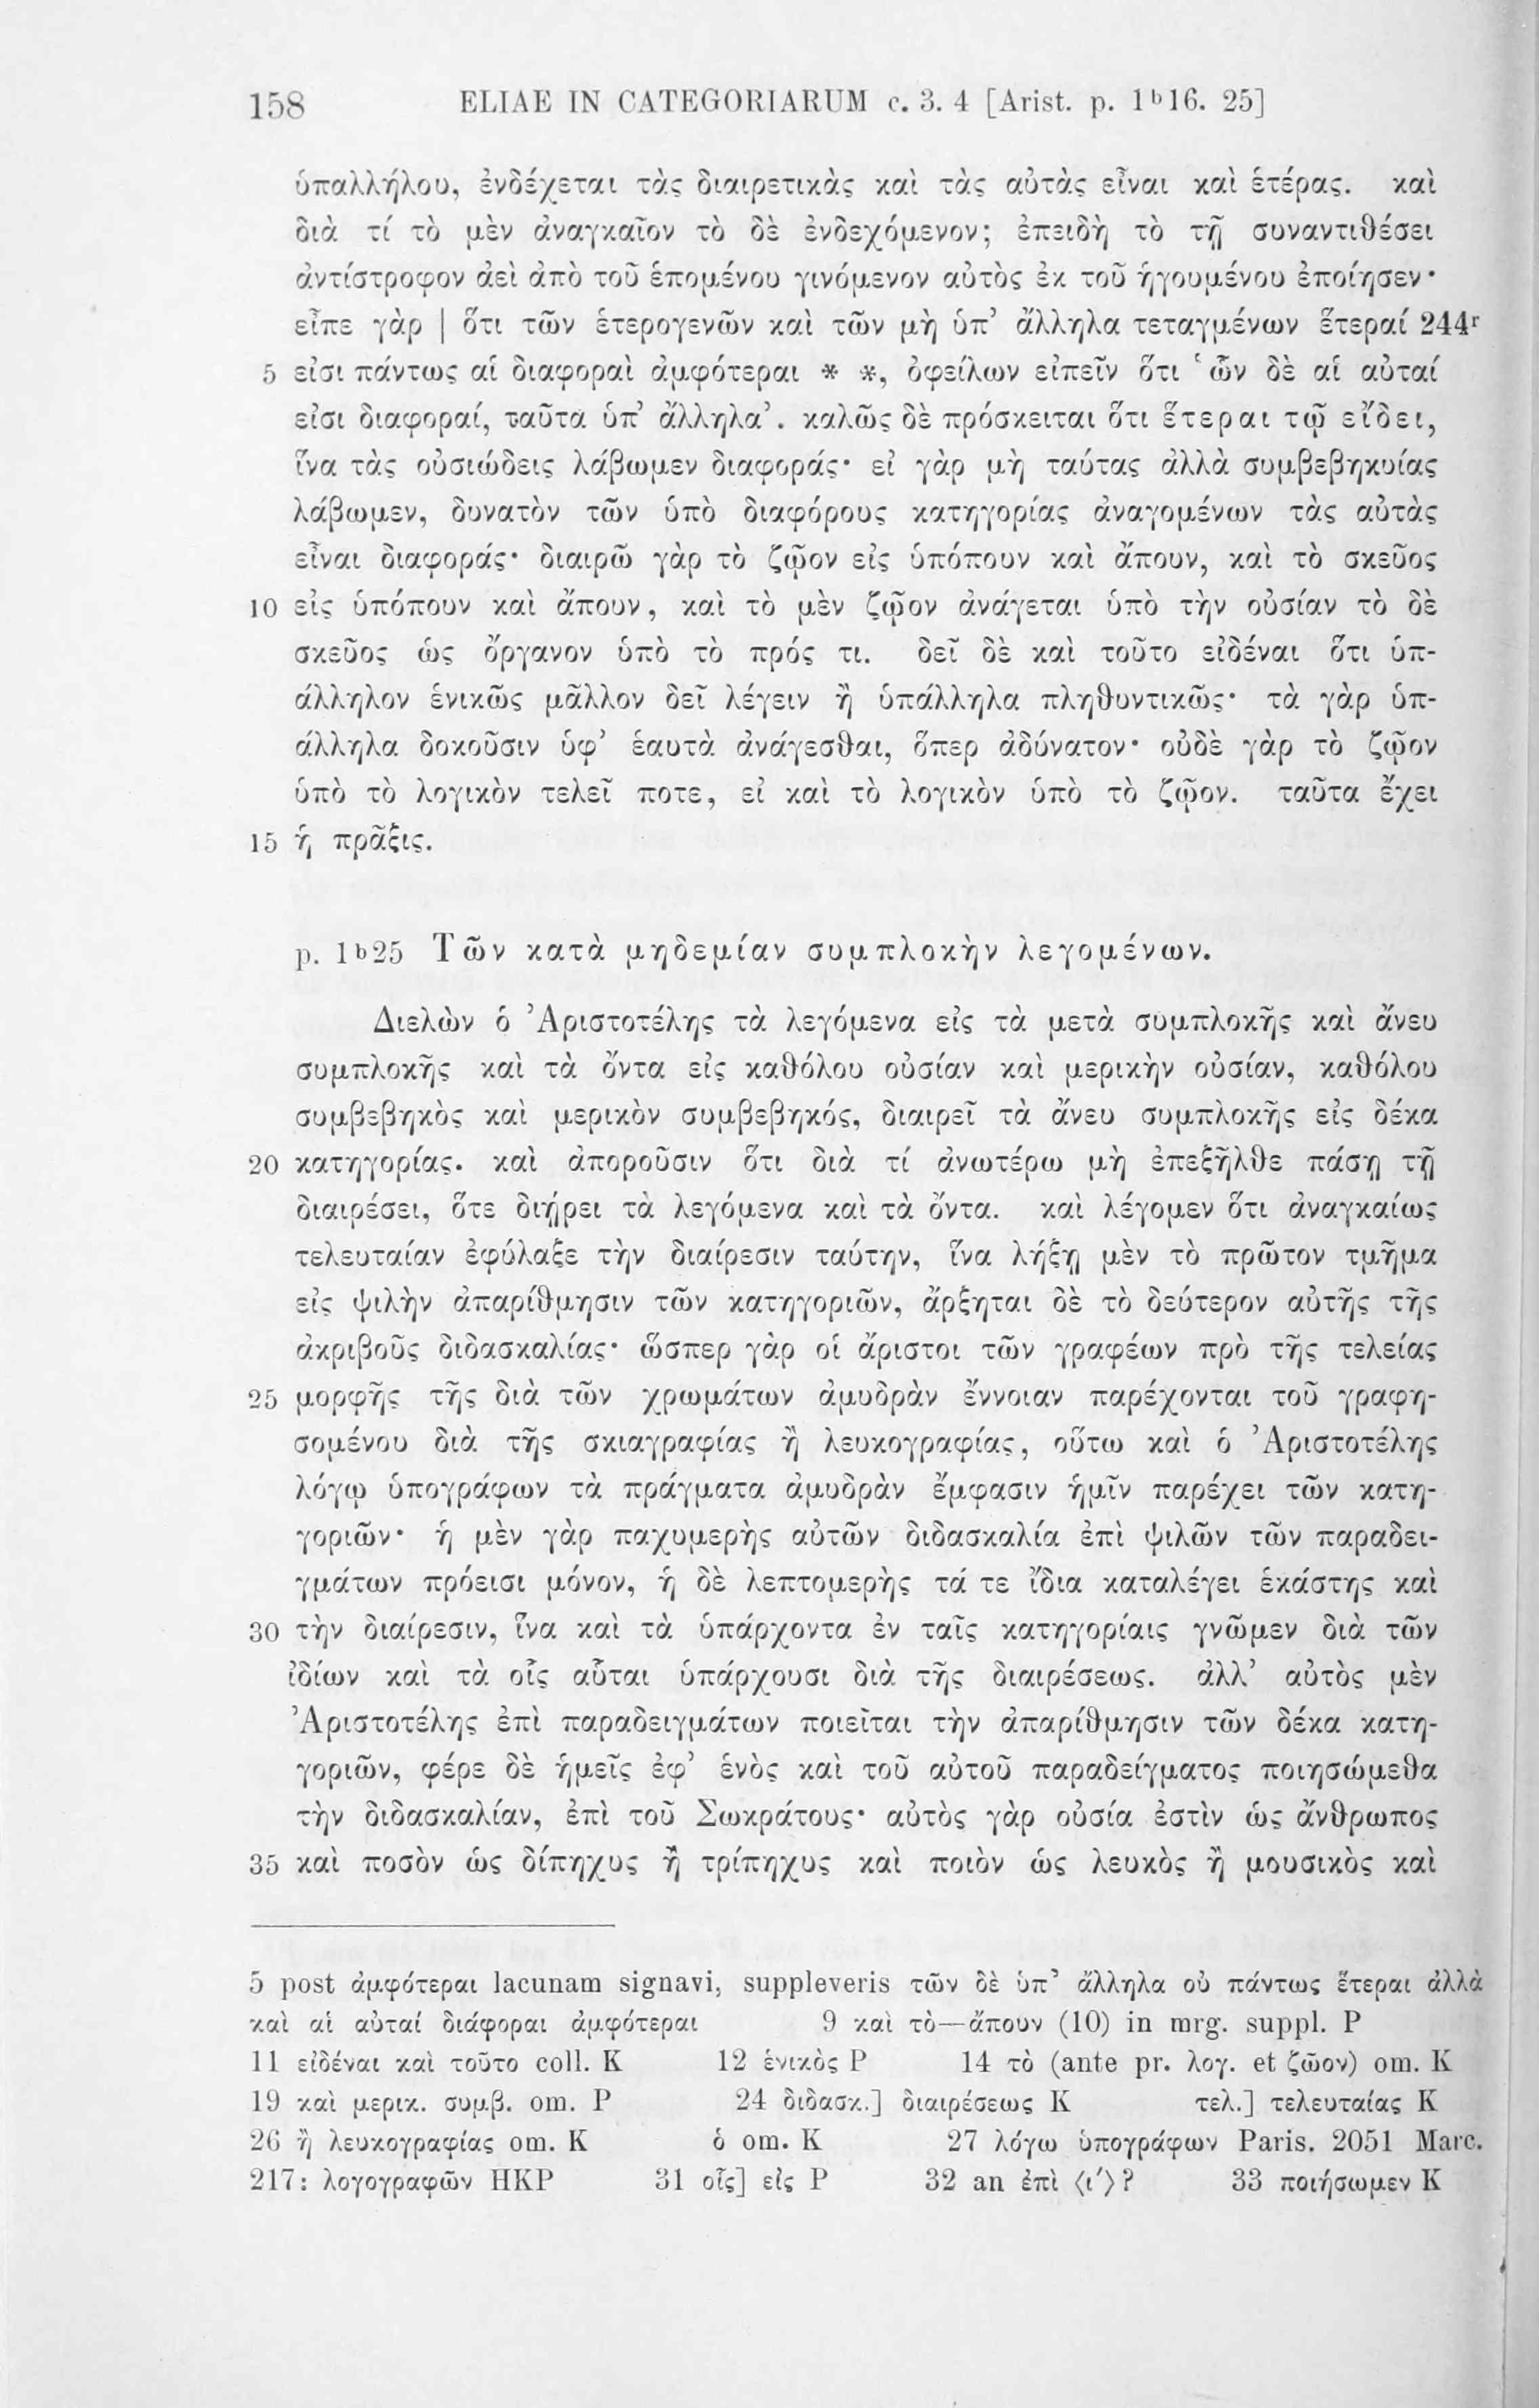 158 ELIAE IN CATEGORIARUM c. 3. 4 [Arist. p. 1ᵇ16. 25]
ὑπαλλήλου, ἐνδέχεται τὰς διαιρετικὰς καὶ τὰς αὐτὰς εἶναι καὶ ἑτέρας. καὶ
διὰ τί τὸ μὲν ἀναγκαῖον τὸ δὲ ἐνδεχόμενον; ἐπειδὴ τὸ τῇ συναντιθέσει
ἀντίστροφον ἀεὶ ἀπὸ τοῦ ἑπομένου γινόμενον αὐτὸς ἐκ τοῦ ἡγουμένου ἐποίησεν·
εἶπε γὰρ | ὅτι τῶν ἑτερογενῶν καὶ τῶν μὴ ὑπ' ἄλληλα τεταγμένων ἕτεραί 244ʳ
5 εἰσι πάντως αἱ διαφοραὶ ἀμφότεραι * *, ὀφείλων εἰπεῖν ὅτι ‘ὧν δὲ αἱ αὐταί
εἰσι διαφοραί, ταῦτα ὑπ' ἄλληλα’. καλῶς δὲ πρόσκειται ὅτι ἕτεραι τῷ εἴδει,
ἵνα τὰς οὐσιώδεις λάβωμεν διαφοράς· εἰ γὰρ μὴ ταύτας ἀλλὰ συμβεβηκυίας
λάβωμεν, δυνατὸν τῶν ὑπὸ διαφόρους κατηγορίας ἀναγομένων τὰς αὐτὰς
εἶναι διαφοράς· διαιρῶ γὰρ τὸ ζῷον εἰς ὑπόπουν καὶ ἄπουν, καὶ τὸ σκεῦος
10 εἰς ὑπόπουν καὶ ἄπουν, καὶ τὸ μὲν ζῷον ἀνάγεται ὑπὸ τὴν οὐσίαν τὸ δὲ
σκεῦος ὡς ὄργανον ὑπὸ τὸ πρός τι. δεῖ δὲ καὶ τοῦτο εἰδέναι ὅτι ὑπ-
άλληλον ἑνικῶς μᾶλλον δεῖ λέγειν ἢ ὑπάλληλα πληθυντικῶς· τὰ γὰρ ὑπ-
άλληλα δοκοῦσιν ὑφ' ἑαυτὰ ἀνάγεσθαι, ὅπερ ἀδύνατον· οὐδὲ γὰρ τὸ ζῷον
ὑπὸ τὸ λογικὸν τελεῖ ποτε, εἰ καὶ τὸ λογικὸν ὑπὸ τὸ ζῷον. ταῦτα ἔχει
15 ἡ πρᾶξις.
p. 1ᵇ25 Τῶν κατὰ μηδεμίαν συμπλοκὴν λεγομένων.
Διελὼν ὁ Ἀριστοτέλης τὰ λεγόμενα εἰς τὰ μετὰ συμπλοκῆς καὶ ἄνευ
συμπλοκῆς καὶ τὰ ὄντα εἰς καθόλου οὐσίαν καὶ μερικὴν οὐσίαν, καθόλου
συμβεβηκὸς καὶ μερικὸν συμβεβηκός, διαιρεῖ τὰ ἄνευ συμπλοκῆς εἰς δέκα
20 κατηγορίας. καὶ ἀποροῦσιν ὅτι διὰ τί ἀνωτέρω μὴ ἐπεξῆλθε πάσῃ τῇ
διαιρέσει, ὅτε διῄρει τὰ λεγόμενα καὶ τὰ ὄντα. καὶ λέγομεν ὅτι ἀναγκαίως
τελευταίαν ἐφύλαξε τὴν διαίρεσιν ταύτην, ἵνα λήξῃ μὲν τὸ πρῶτον τμῆμα
εἰς ψιλὴν ἀπαρίθμησιν τῶν κατηγοριῶν, ἄρξηται δὲ τὸ δεύτερον αὐτῆς τῆς
ἀκριβοῦς διδασκαλίας· ὥσπερ γὰρ οἱ ἄριστοι τῶν γραφέων πρὸ τῆς τελείας
25 μορφῆς τῆς διὰ τῶν χρωμάτων ἀμυδρὰν ἔννοιαν παρέχονται τοῦ γραφη-
σομένου διὰ τῆς σκιαγραφίας ἢ λευκογραφίας, οὕτω καὶ ὁ Ἀριστοτέλης
λόγῳ ὑπογράφων τὰ πράγματα ἀμυδρὰν ἔμφασιν ἡμῖν παρέχει τῶν κατη-
γοριῶν· ἡ μὲν γὰρ παχυμερὴς αὐτῶν διδασκαλία ἐπὶ ψιλῶν τῶν παραδει-
γμάτων πρόεισι μόνον, ἡ δὲ λεπτομερὴς τά τε ἴδια καταλέγει ἑκάστης καὶ
30 τὴν διαίρεσιν, ἵνα καὶ τὰ ὑπάρχοντα ἐν ταῖς κατηγορίαις γνῶμεν διὰ τῶν
ἰδίων καὶ τὰ οἷς αὗται ὑπάρχουσι διὰ τῆς διαιρέσεως. ἀλλ' αὐτὸς μὲν
Ἀριστοτέλης ἐπὶ παραδειγμάτων ποιεῖται τὴν ἀπαρίθμησιν τῶν δέκα κατη-
γοριῶν, φέρε δὲ ἡμεῖς ἐφ' ἑνὸς καὶ τοῦ αὐτοῦ παραδείγματος ποιησώμεθα
τὴν διδασκαλίαν, ἐπὶ τοῦ Σωκράτους· αὐτὸς γὰρ οὐσία ἐστὶν ὡς ἄνθρωπος
35 καὶ ποσὸν ὡς δίπηχυς ἢ τρίπηχυς καὶ ποιὸν ὡς λευκὸς ἢ μουσικὸς καὶ
5 post ἀμφότεραι lacunam signavi, suppleveris τῶν δὲ ὑπ' ἄλληλα οὐ πάντως ἕτεραι ἀλλὰ
καὶ αἱ αὐταί διάφοραι ἀμφότεραι 9 καὶ τὸ—ἄπουν (10) in mrg. suppl. P
11 εἰδέναι καὶ τοῦτο coll. K 12 ἑνικὸς P 14 τὸ (ante pr. λογ. et ζῶον) om. K
19 καὶ μερικ. συμβ. om. P 24 διδασκ.] διαιρέσεως K τελ.] τελευταίας K
26 ἢ λευκογραφίας om. K ὁ om. K 27 λόγω ὑπογράφων Paris. 2051 Marc.
217: λογογραφῶν HKP 31 οἷς] εἰς P 32 an ἐπὶ ⟨ι′⟩? 33 ποιήσωμεν K